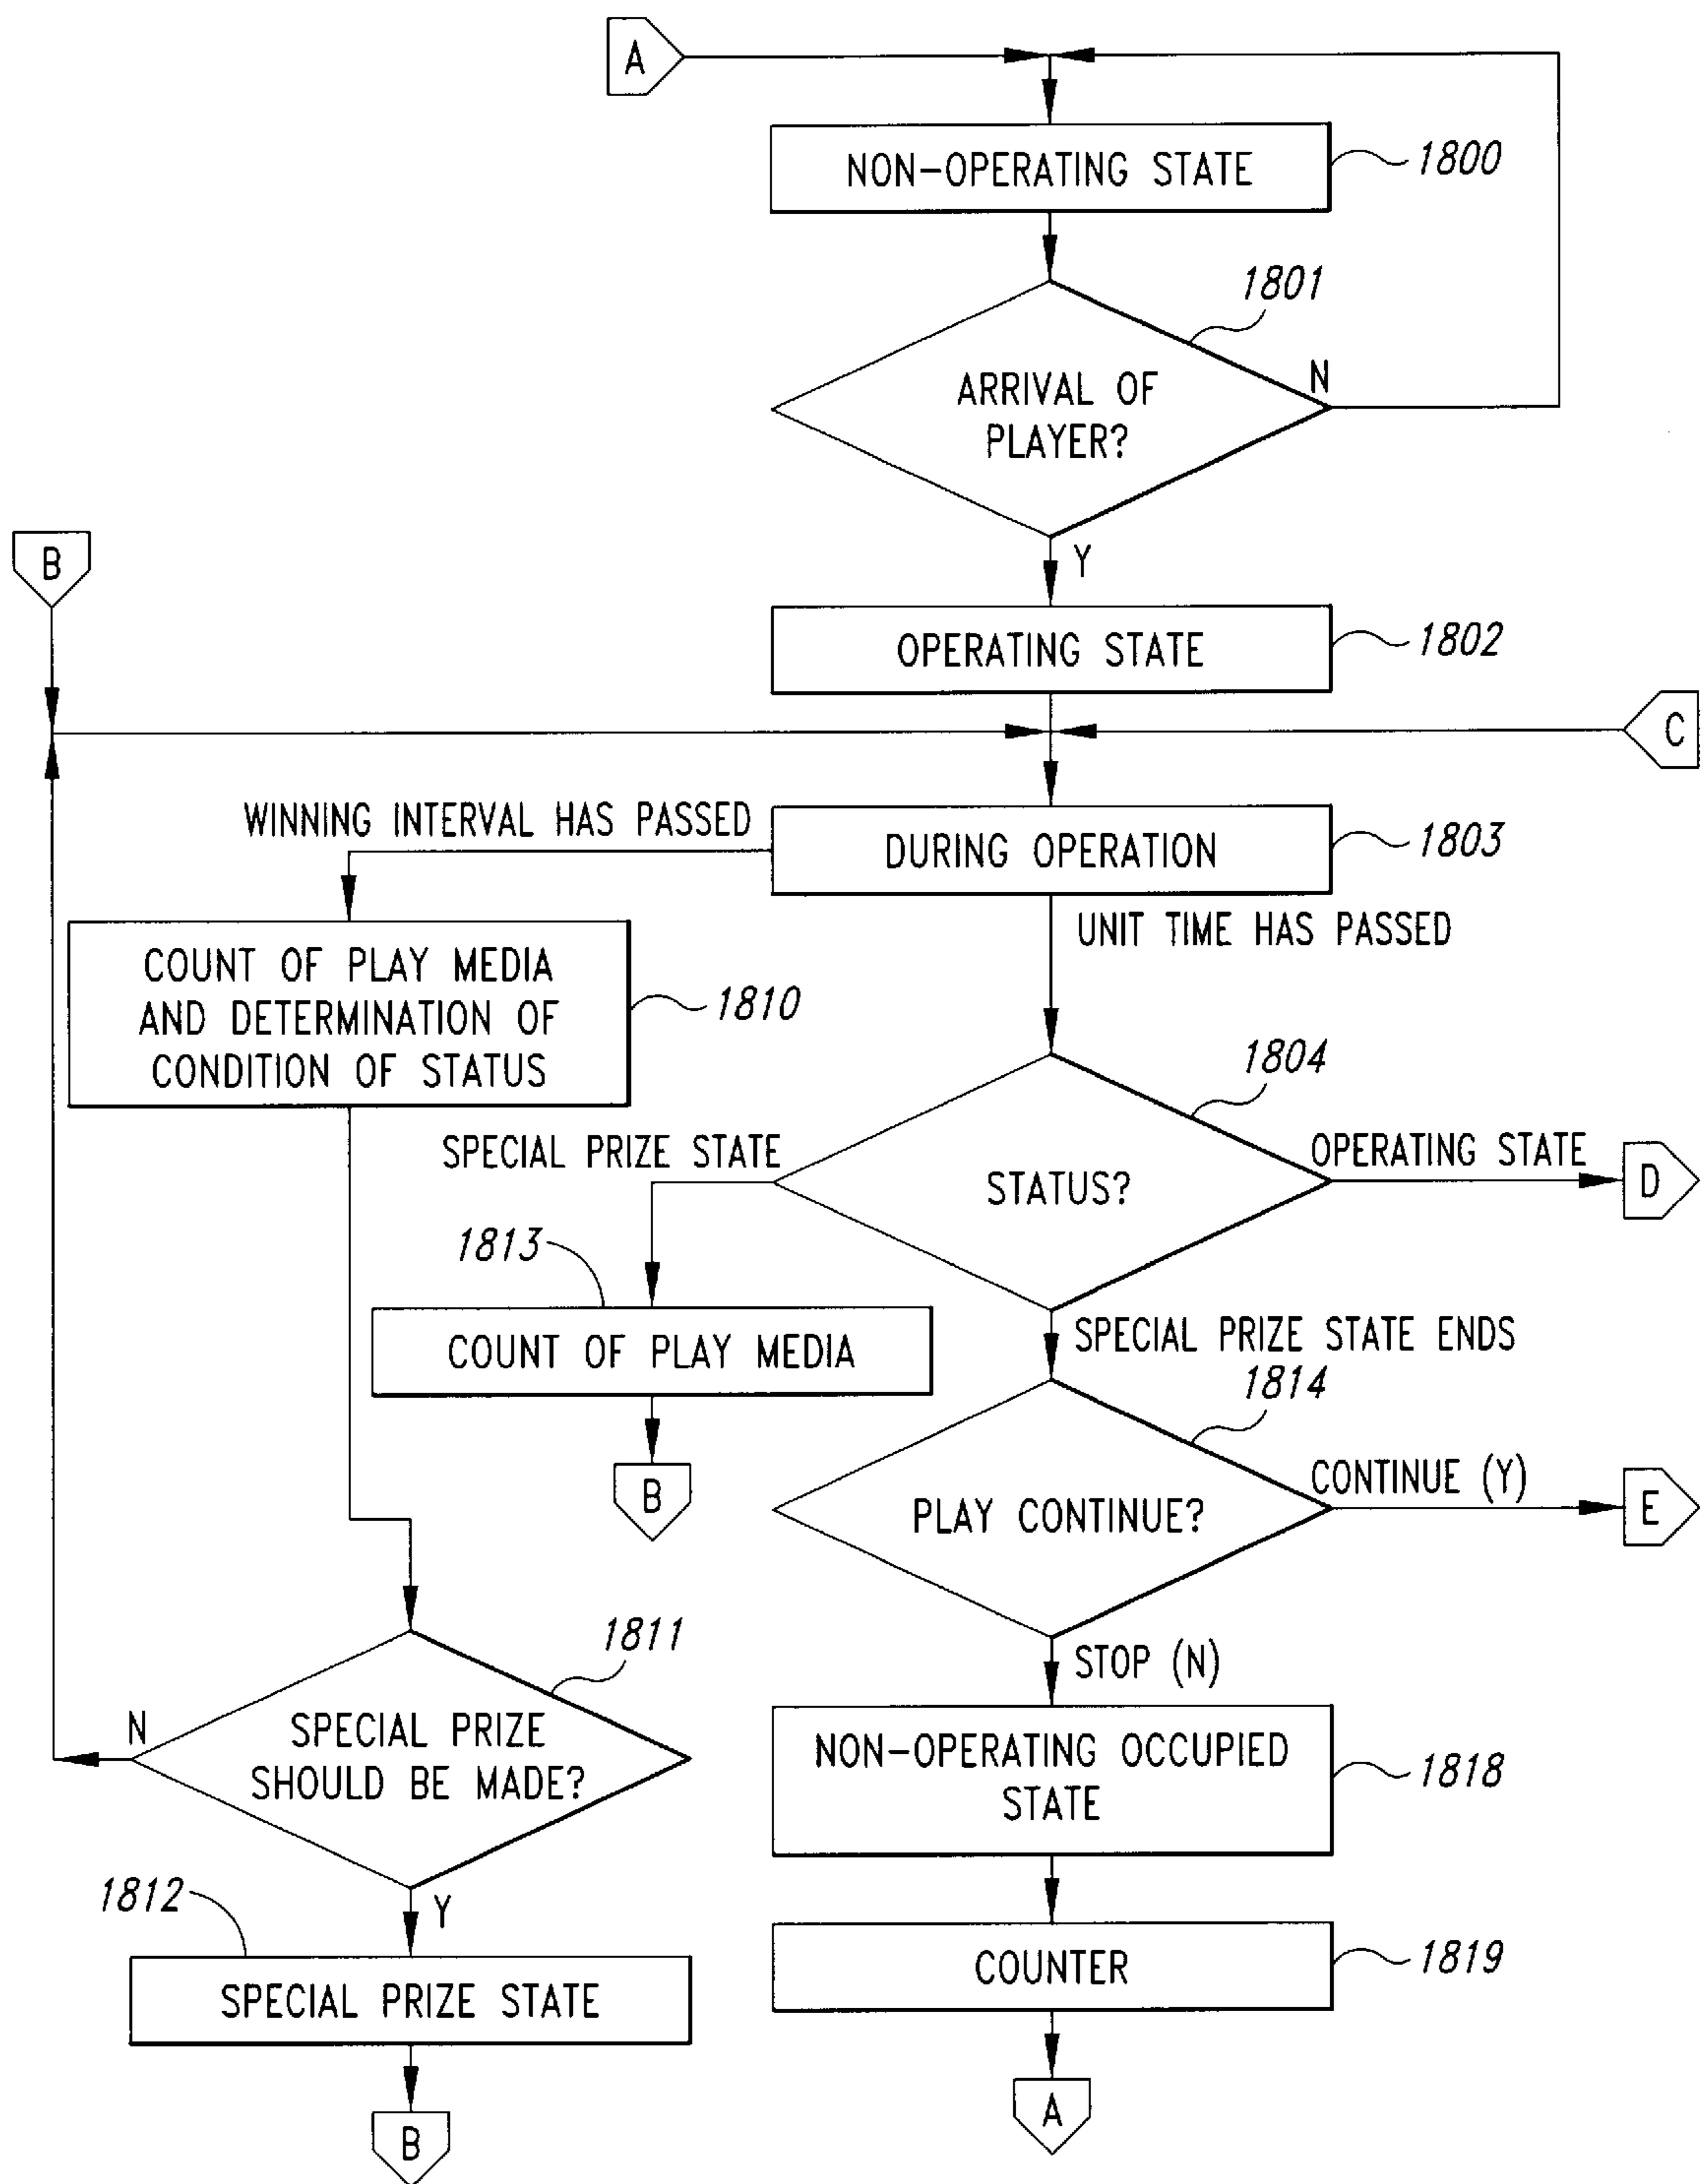 A
NON-OPERATING STATE
1800
1801
ARRIVAL OF
PLAYER?
N
Y
B
OPERATING STATE
1802
C
WINNING INTERVAL HAS PASSED
DURING OPERATION
1803
UNIT TIME HAS PASSED
COUNT OF PLAY MEDIA
AND DETERMINATION OF
CONDITION OF STATUS
1810
1804
SPECIAL PRIZE STATE
STATUS?
OPERATING STATE
D
1813
COUNT OF PLAY MEDIA
SPECIAL PRIZE STATE ENDS
1814
B
PLAY CONTINUE?
CONTINUE (Y)
E
1811
STOP (N)
N
SPECIAL PRIZE
SHOULD BE MADE?
NON-OPERATING OCCUPIED
STATE
1818
1812
Y
SPECIAL PRIZE STATE
COUNTER
1819
B
A